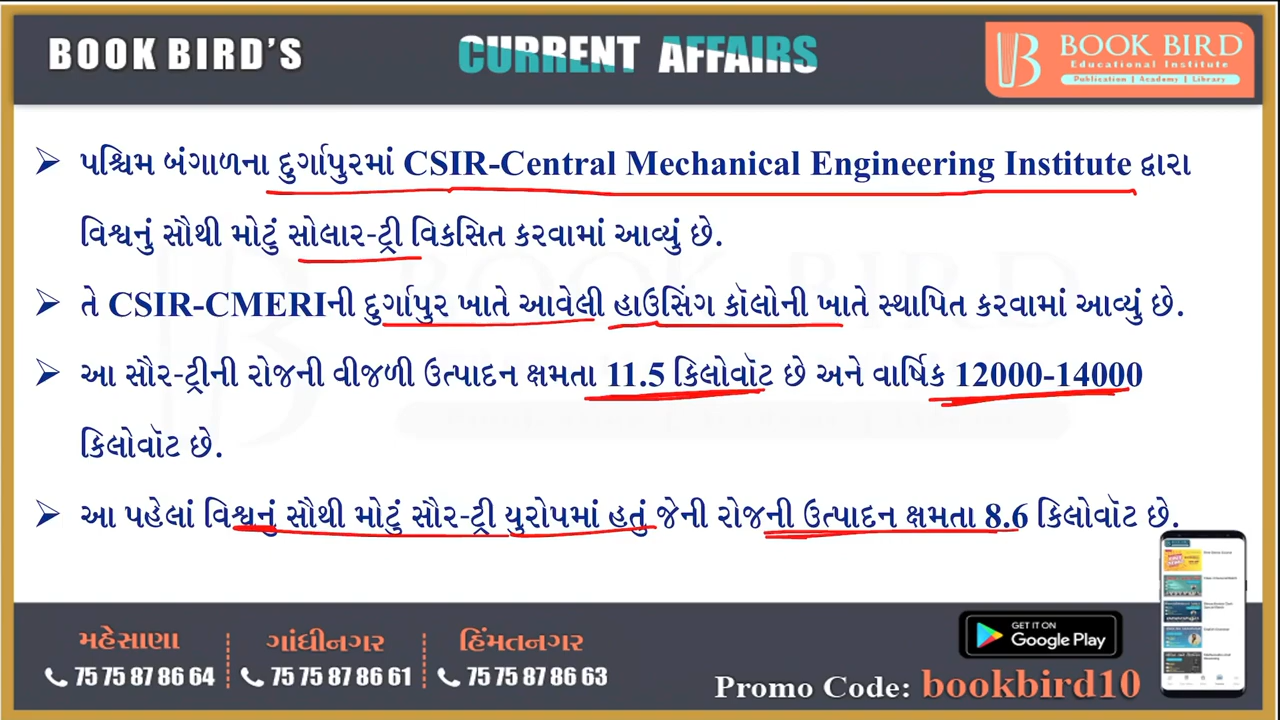 BOOK BIRD'S
CURRENT AFFAIRS
BOOK BIRD
Educational Institute
Publication | Academy | Library
પશ્ચિમ બંગાળના દુર્ગાપુરમાં CSIR-Central Mechanical Engineering Institute દ્વારા
વિશ્વનું સૌથી મોટું સોલાર-ટ્રી વિકસિત કરવામાં આવ્યું છે.
તે CSIR-CMERIની દુર્ગાપુર ખાતે આવેલી હાઉસિંગ કૉલોની ખાતે સ્થાપિત કરવામાં આવ્યું છે.
આ સૌર-ટ્રીની રોજની વીજળી ઉત્પાદન ક્ષમતા 11.5 કિલોવૉટ છે અને વાર્ષિક 12000-14000
કિલોવૉટ છે.
આ પહેલાં વિશ્વનું સૌથી મોટું સૌર-ટ્રી યુરોપમાં હતું જેની રોજની ઉત્પાદન ક્ષમતા 8.6 કિલોવૉટ છે.
મહેસાણા
75 75 87 86 64
ગાંધીનગર
75 75 87 86 61
હિંમતનગર
75 75 87 86 63
GET IT ON
Google Play
Promo Code: bookbird10